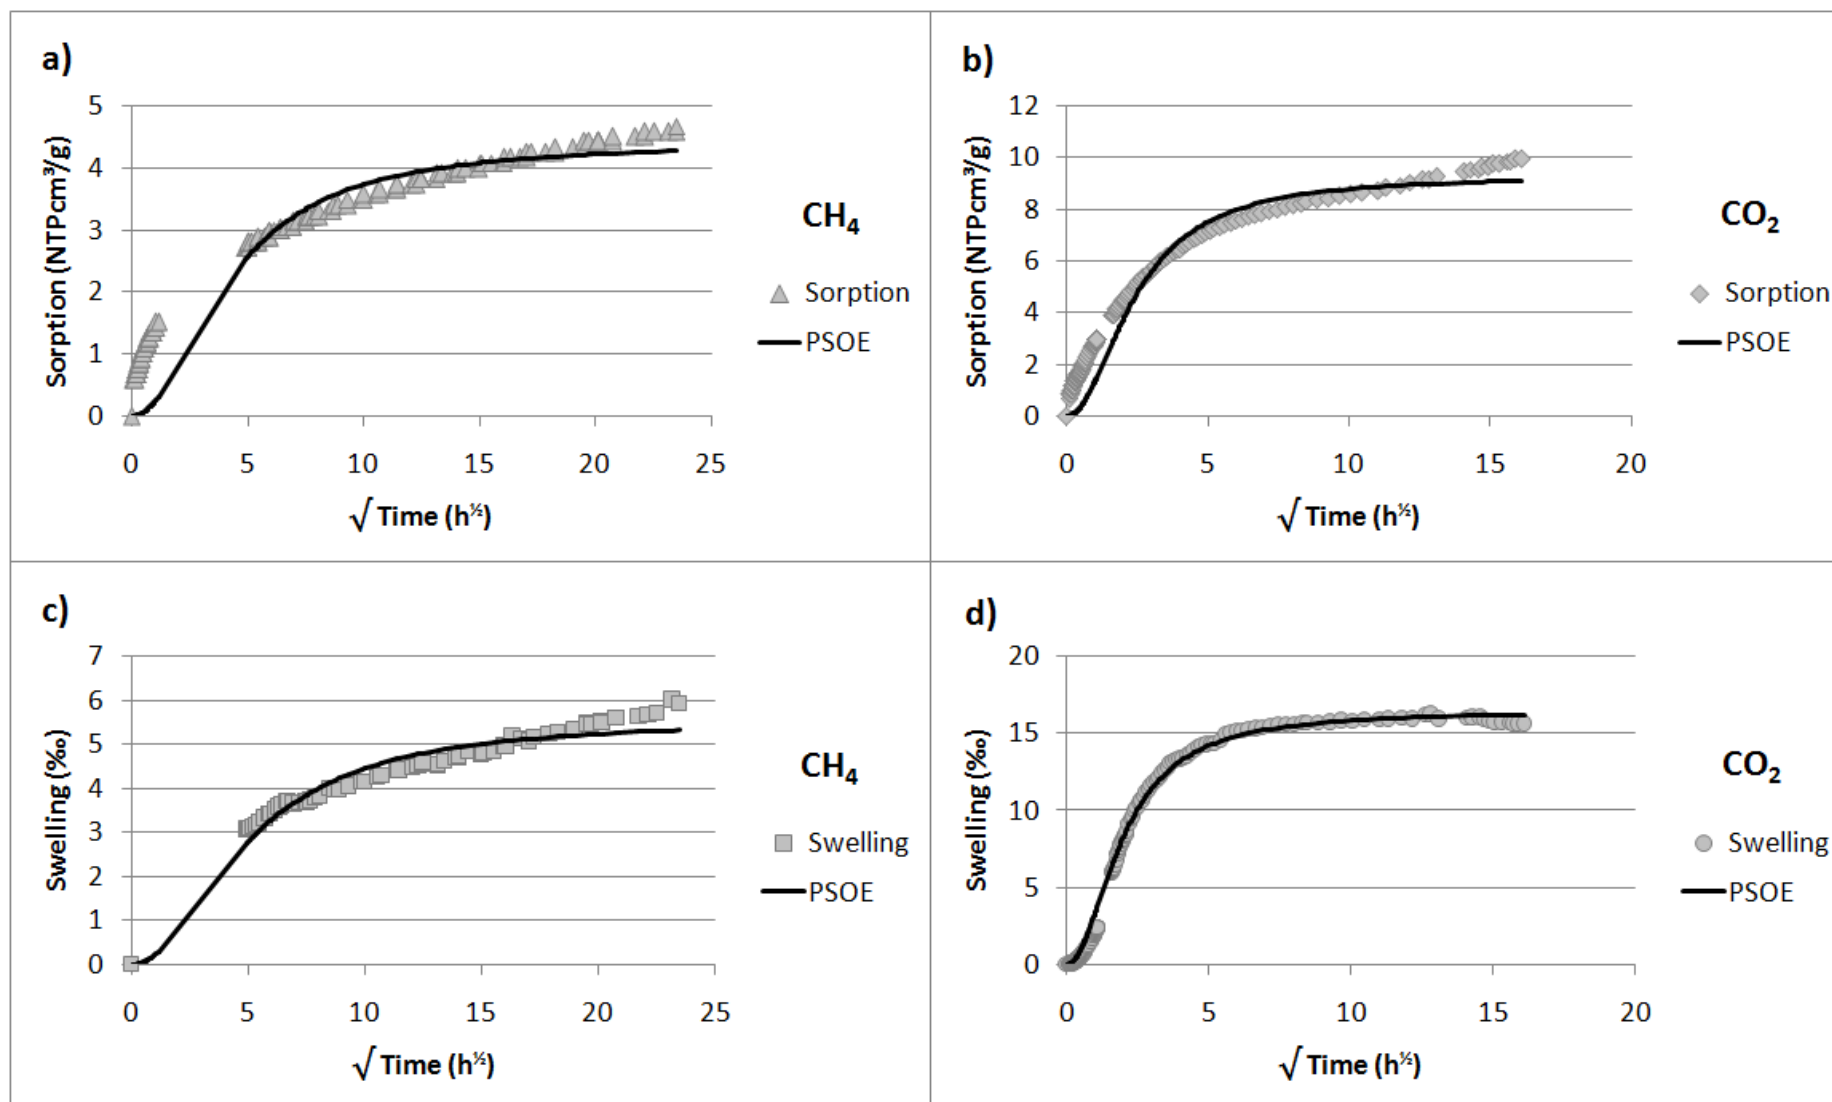 a)
5
4
3
2
1
0
0 5 10 15 20 25
Sorption (NTPcm³/g)
√ Time (h½)
CH₄
Sorption
PSOE
b)
12
10
8
6
4
2
0
0 5 10 15 20
Sorption (NTPcm³/g)
√ Time (h½)
CO₂
Sorption
PSOE
c)
7
6
5
4
3
2
1
0
0 5 10 15 20 25
Swelling (‰)
√ Time (h½)
CH₄
Swelling
PSOE
d)
20
15
10
5
0
0 5 10 15 20
Swelling (‰)
√ Time (h½)
CO₂
Swelling
PSOE